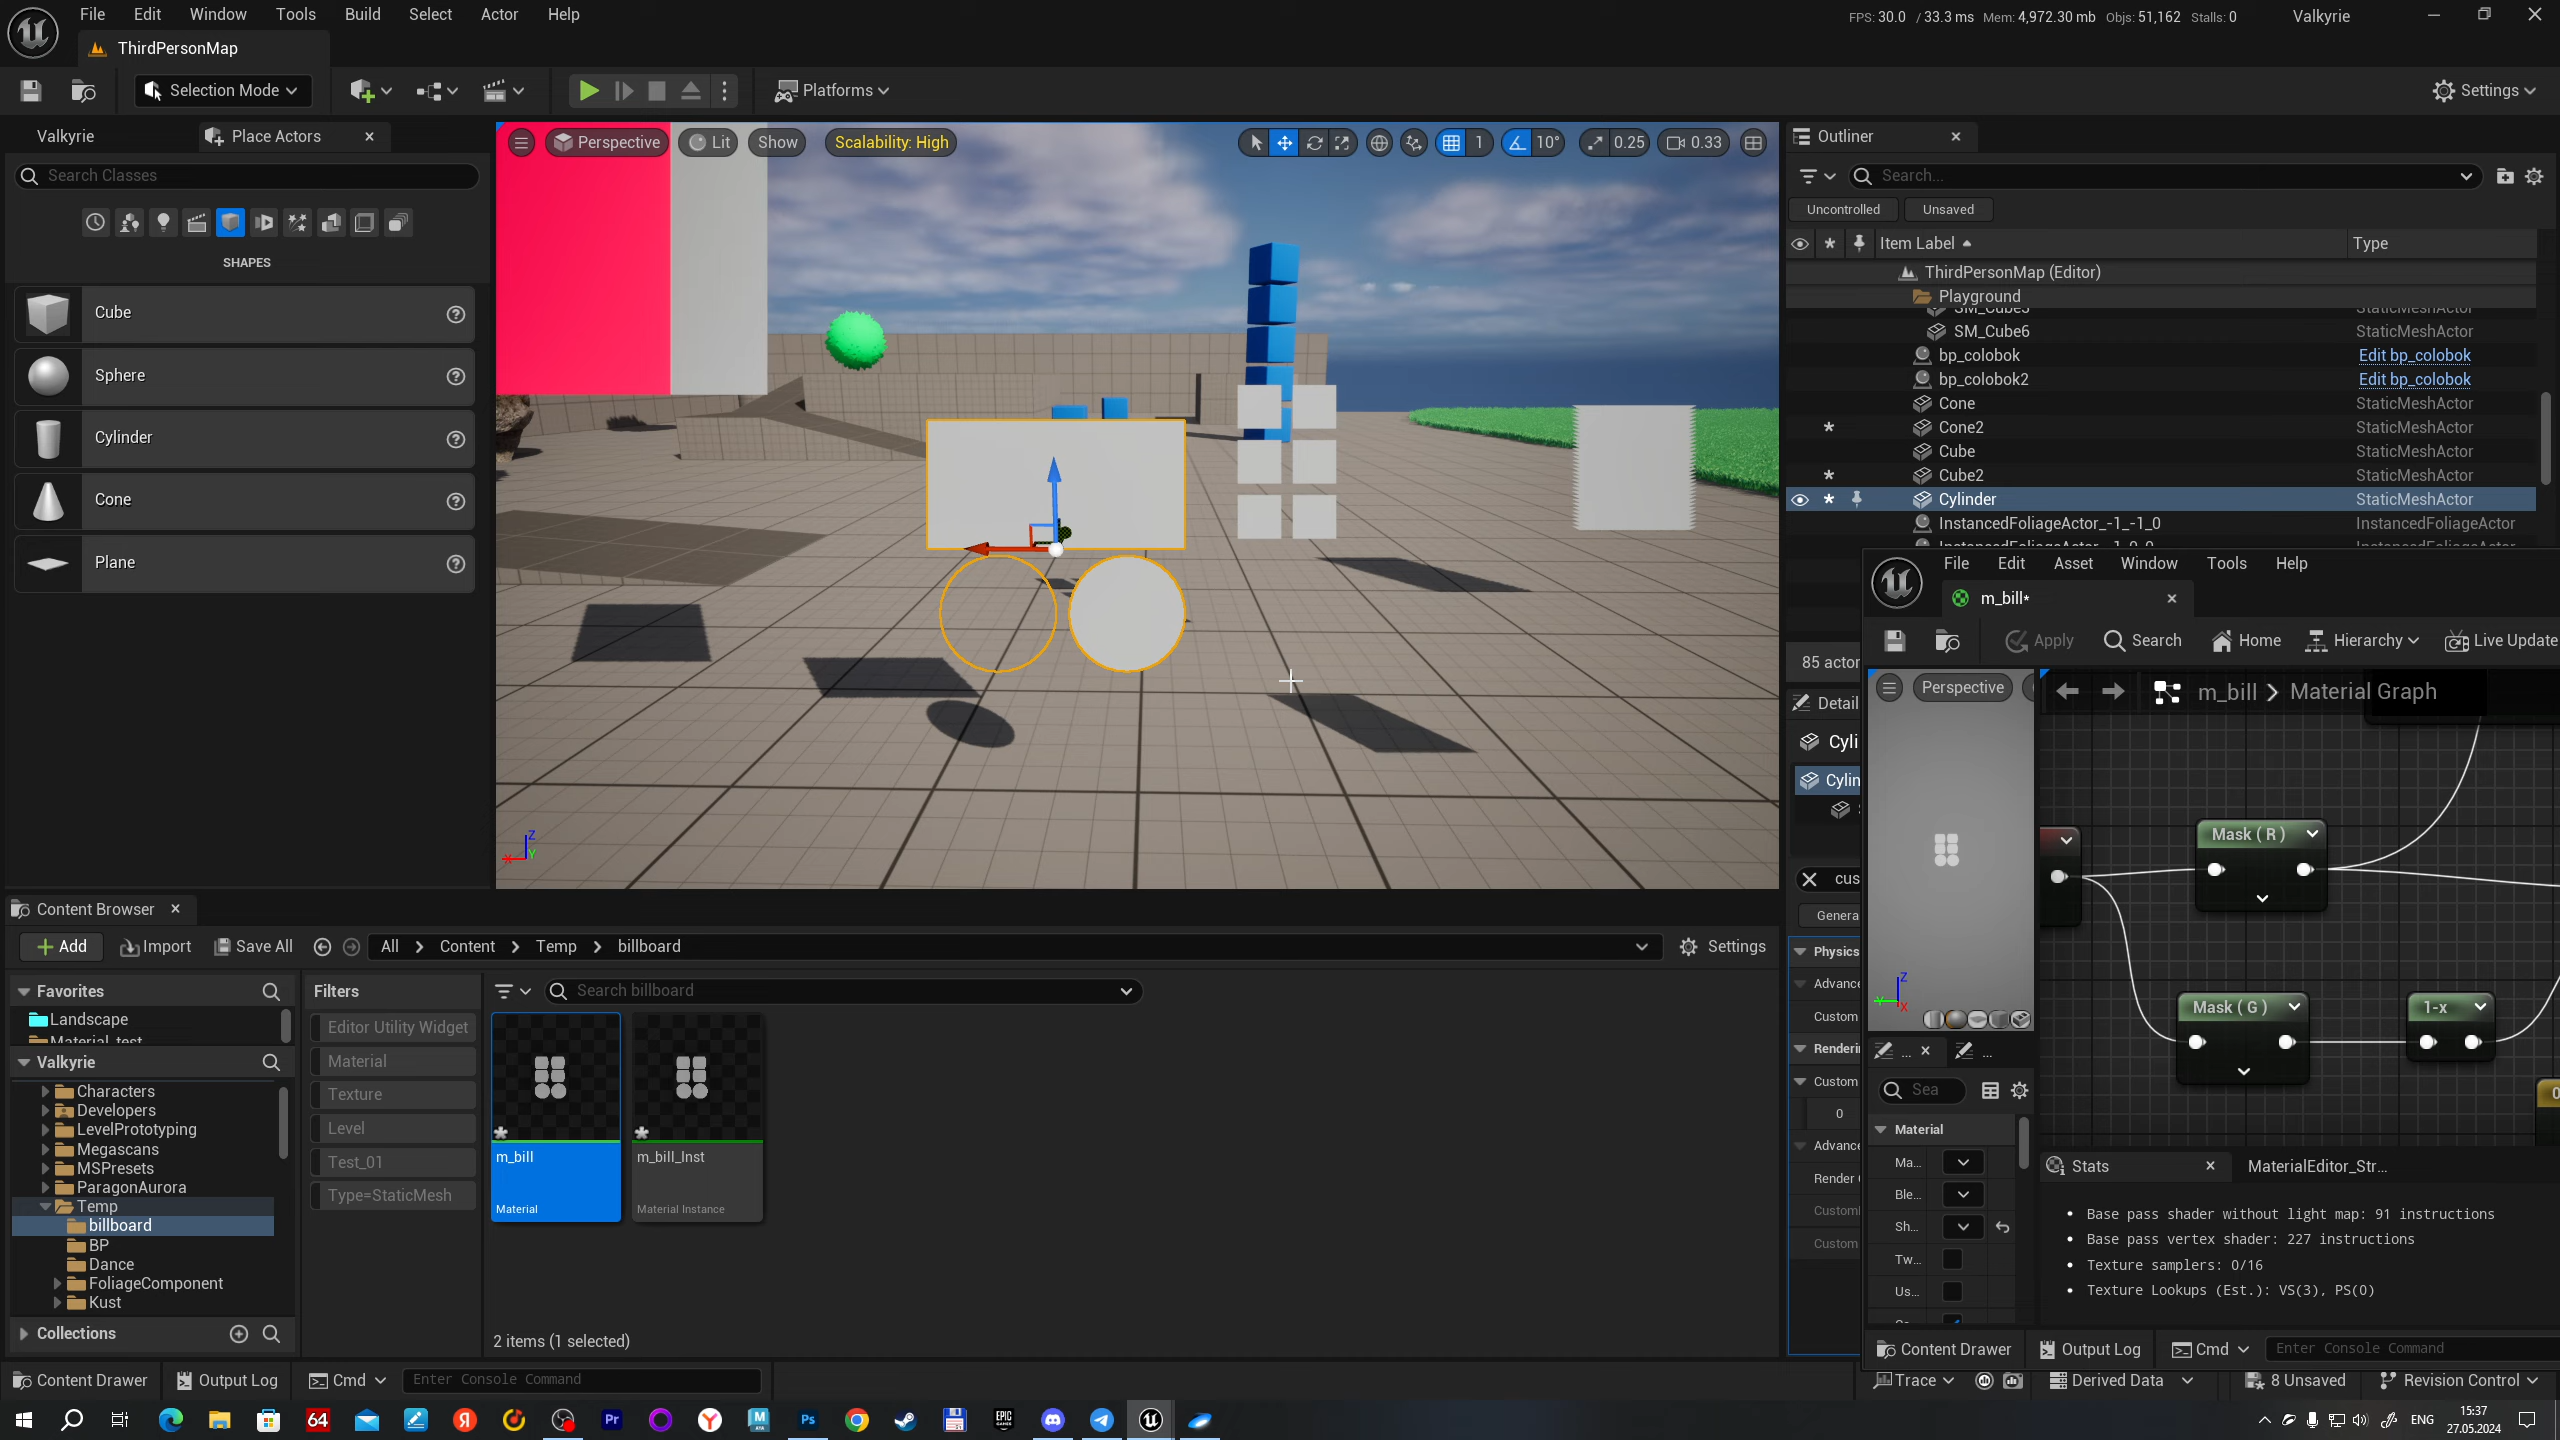 File Edit Window Tools Build Select Actor Help
FPS: 30.0 / 33.3 ms Mem: 4,972.30 mb Objs: 51,162 Stalls: 0
Valkyrie
ThirdPersonMap
Selection Mode
Platforms
Settings
Valkyrie
Place Actors
Search Classes
SHAPES
Cube
Sphere
Cylinder
Cone
Plane
Perspective
Lit
Show
Scalability: High
1
10°
0.25
0.33
Z
X
Y
Outliner
Search...
Uncontrolled
Unsaved
Item Label
Type
ThirdPersonMap (Editor)
Playground
SM_Cube6 StaticMeshActor
bp_colobok Edit bp_colobok
bp_colobok2 Edit bp_colobok
Cone StaticMeshActor
Cone2 StaticMeshActor
Cube StaticMeshActor
Cube2 StaticMeshActor
Cylinder StaticMeshActor
InstancedFoliageActor_-1_-1_0 InstancedFoliageActor
85 actor
Detail
Cyli
Cylin
cus
Genera
Physics
Advance
Custom
Renderin
Custom
0
Advance
Render
Custom
Custom
File Edit Asset Window Tools Help
m_bill*
Apply
Search
Home
Hierarchy
Live Update
Perspective
m_bill > Material Graph
Mask ( R )
Mask ( G )
1-x
Z
Y
X
...
...
Sea
Material
Ma...
Ble...
Sh...
Tw...
Us...
Stats
MaterialEditor_Str...
Base pass shader without light map: 91 instructions
Base pass vertex shader: 227 instructions
Texture samplers: 0/16
Texture Lookups (Est.): VS(3), PS(0)
Content Drawer
Output Log
Cmd
Enter Console Command
Content Browser
Add
Import
Save All
All > Content > Temp > billboard
Settings
Favorites
Landscape
Material_test
Valkyrie
Characters
Developers
LevelPrototyping
Megascans
MSPresets
ParagonAurora
Temp
billboard
BP
Dance
FoliageComponent
Kust
Collections
Filters
Editor Utility Widget
Material
Texture
Level
Test_01
Type=StaticMesh
Search billboard
m_bill
Material
m_bill_Inst
Material Instance
2 items (1 selected)
Content Drawer
Output Log
Cmd
Enter Console Command
Trace
Derived Data
8 Unsaved
Revision Control
64
Я
Pr
Y
M
Ps
EPIC
ENG
15:37
27.05.2024